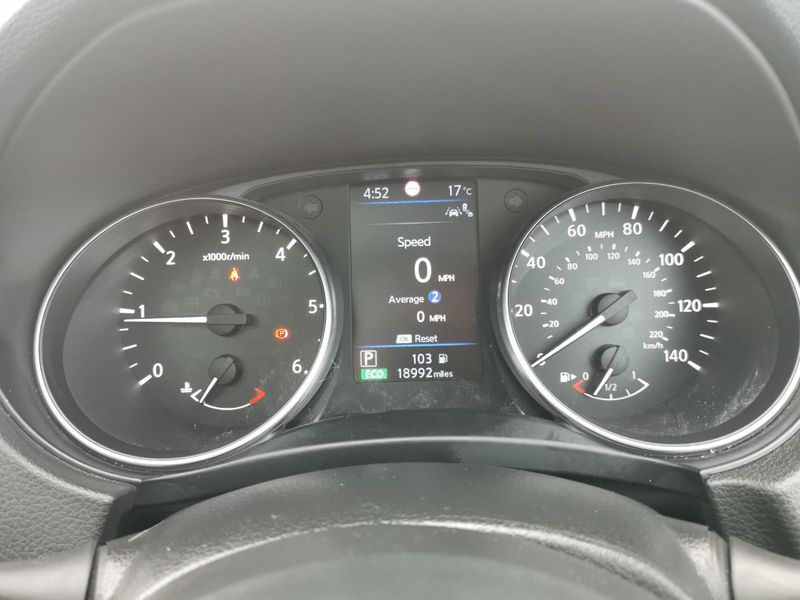 4:52 17°C
Speed
0 MPH
Average 2
0 MPH
OK Reset
P 103
ECO 18992 miles
x1000r/min
0 1 2 3 4 5 6
P
MPH
0 20 40 60 80 100 120 140
20 40 60 80 100 120 140 160 180 200 220
km/h
0 1/2 1